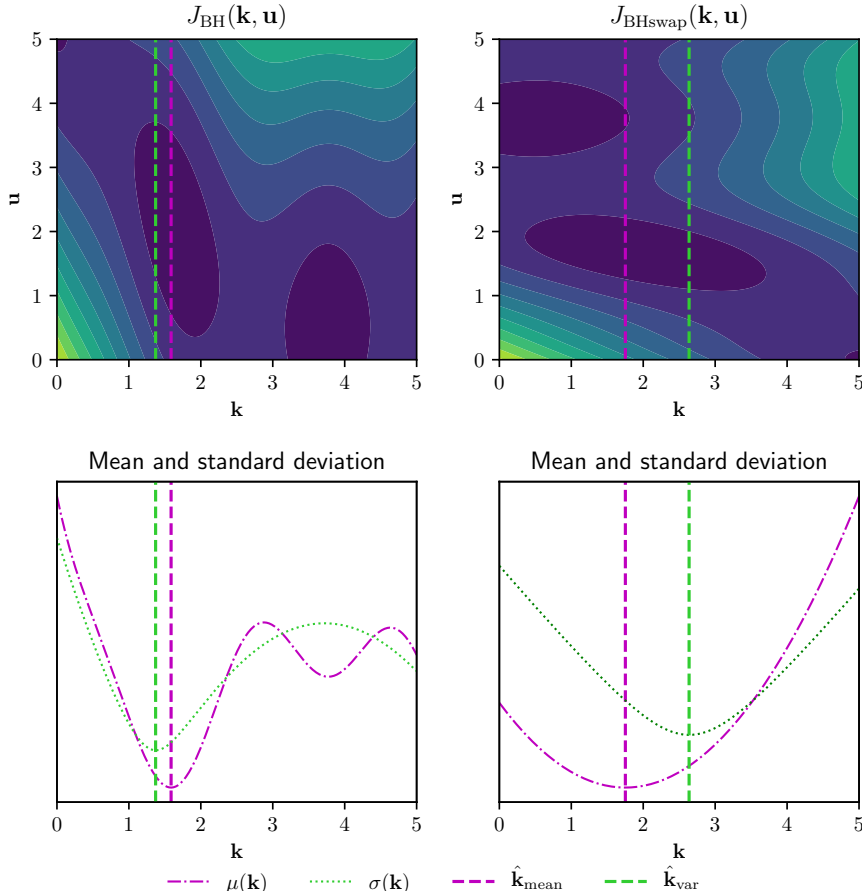 J_BH(k, u)
J_BHswap(k, u)
u
5
4
3
2
1
0
0 1 2 3 4 5
k
u
5
4
3
2
1
0
0 1 2 3 4 5
k
Mean and standard deviation
Mean and standard deviation
0 1 2 3 4 5
k
0 1 2 3 4 5
k
μ(k) σ(k) k̂_mean k̂_var